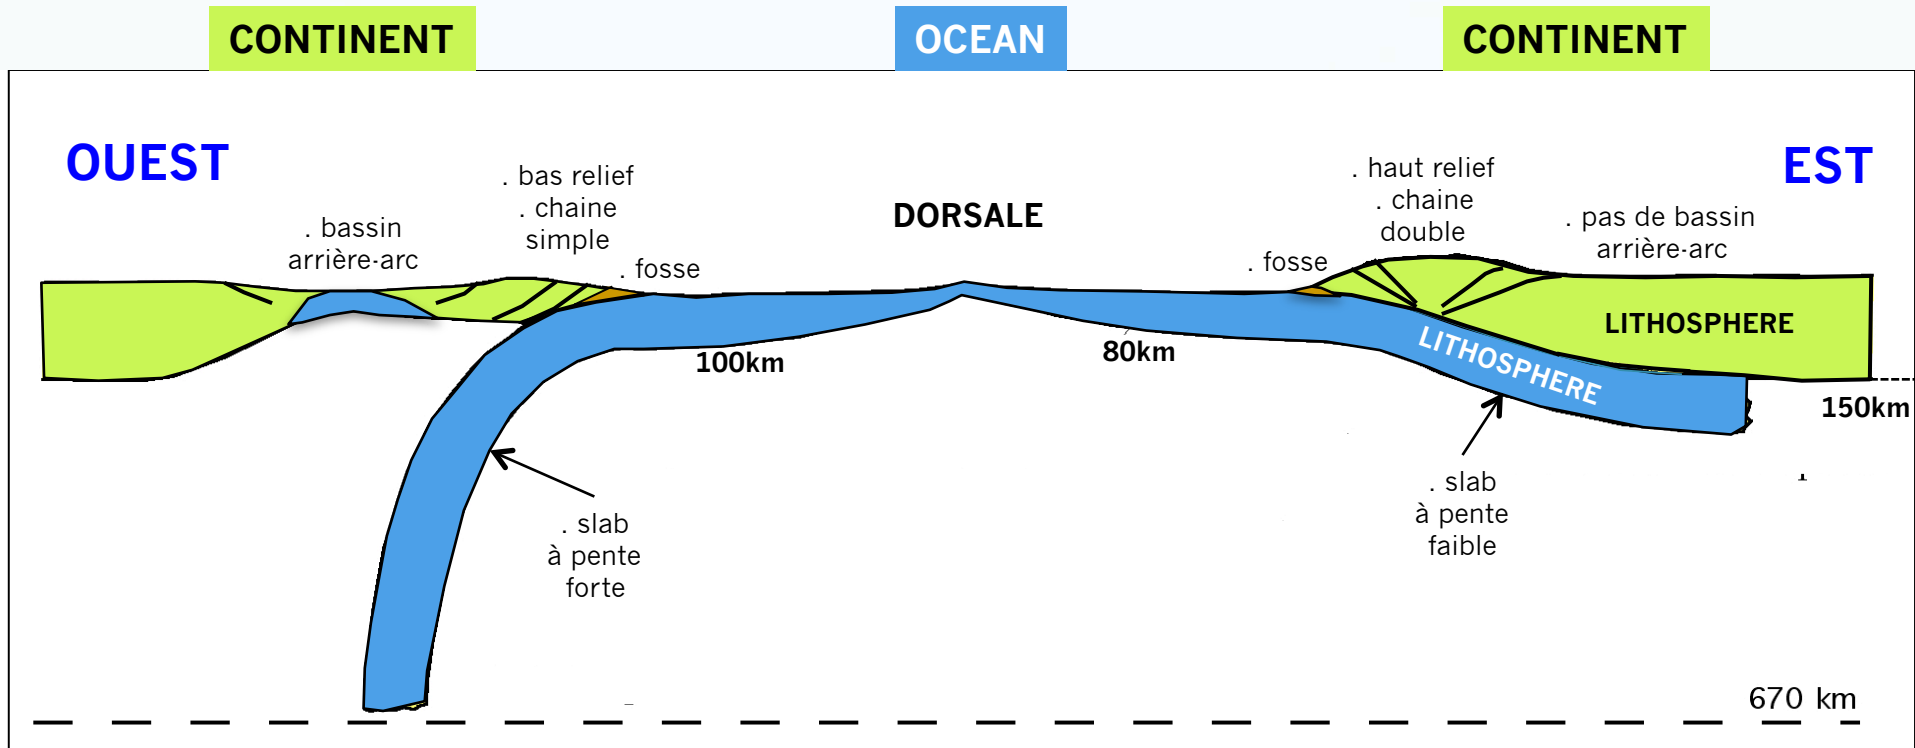 CONTINENT
OCEAN
CONTINENT
OUEST
EST
. bas relief
. chaine
simple
. haut relief
. chaine
double
DORSALE
. bassin
arrière-arc
. pas de bassin
arrière-arc
. fosse
. fosse
LITHOSPHERE
LITHOSPHERE
100km
80km
150km
. slab
à pente
forte
. slab
à pente
faible
670 km